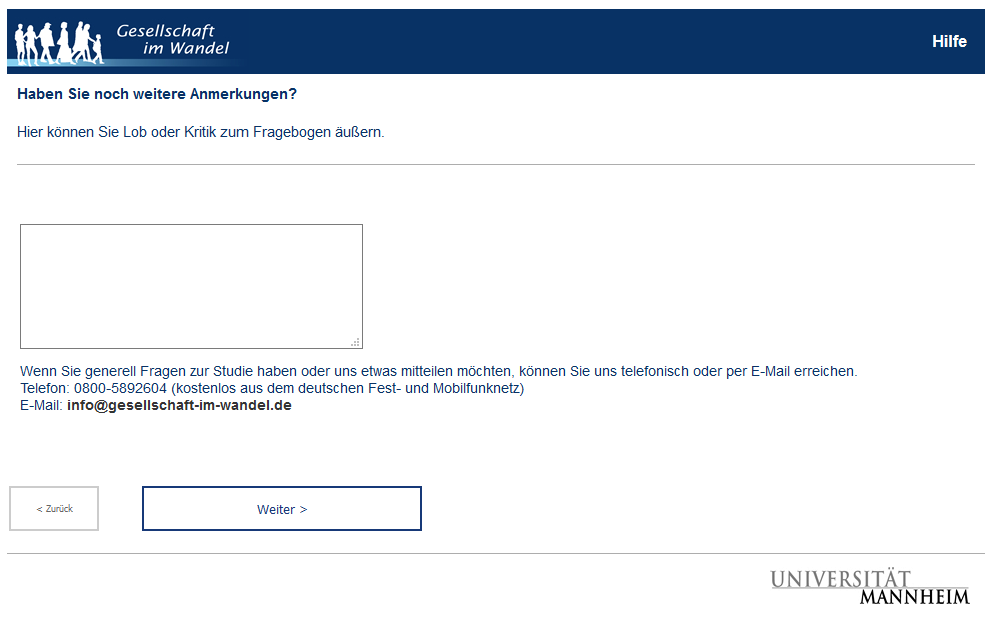 Gesellschaft
im Wandel
Hilfe
Haben Sie noch weitere Anmerkungen?
Hier können Sie Lob oder Kritik zum Fragebogen äußern.
Wenn Sie generell Fragen zur Studie haben oder uns etwas mitteilen möchten, können Sie uns telefonisch oder per E-Mail erreichen.
Telefon: 0800-5892604 (kostenlos aus dem deutschen Fest- und Mobilfunknetz)
E-Mail: info@gesellschaft-im-wandel.de
< Zurück
Weiter >
UNIVERSITÄT
MANNHEIM